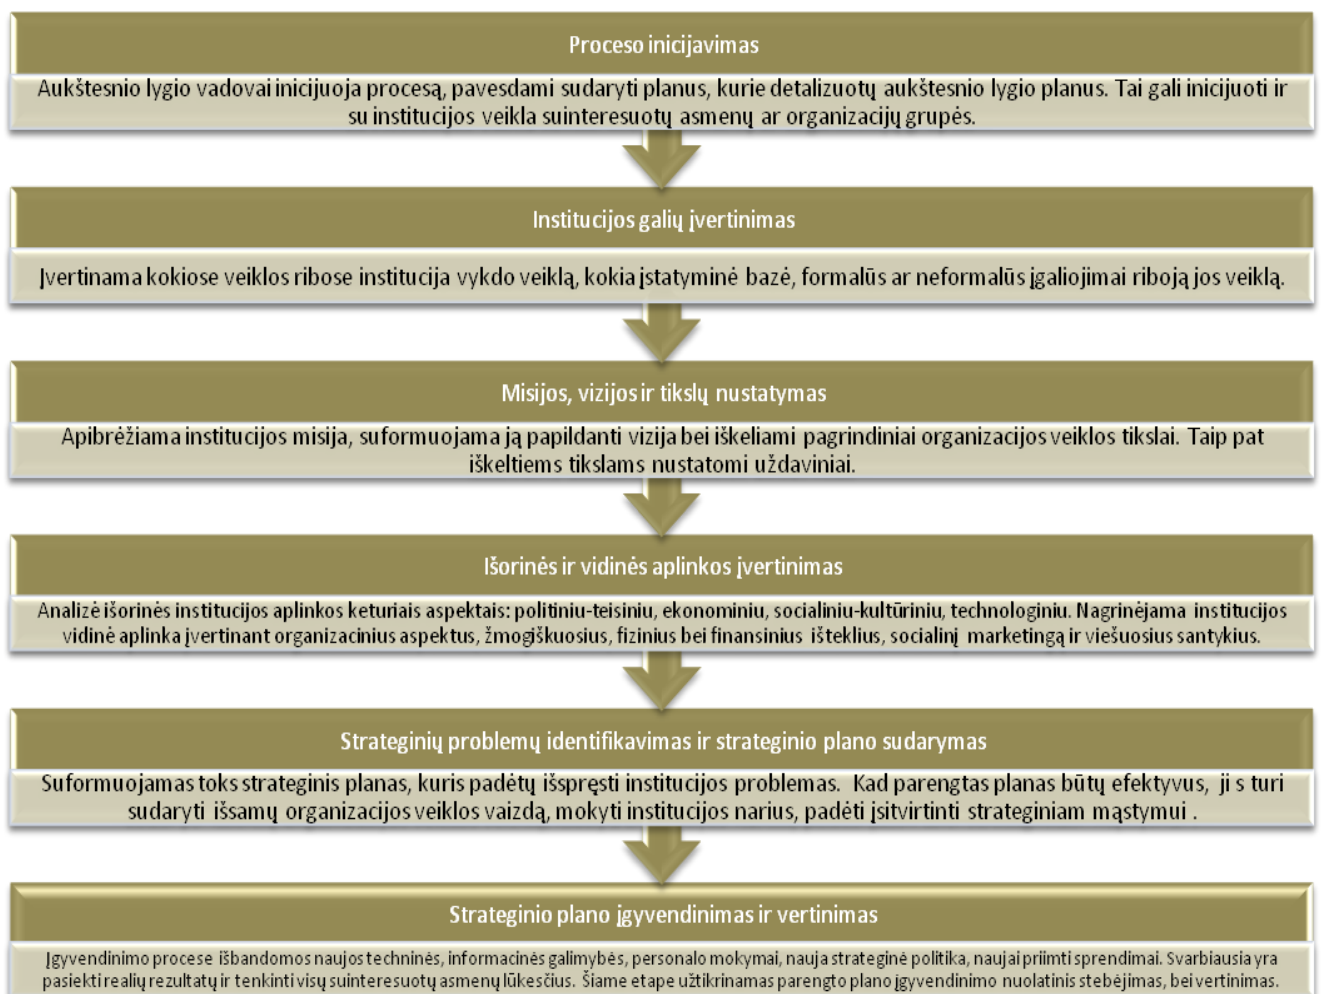 Proceso inicijavimas
Aukštesnio lygio vadovai inicijuoja procesą, pavesdami sudaryti planus, kurie detalizuotų aukštesnio lygio planus. Tai gali inicijuoti ir
su institucijos veikla suinteresuotų asmenų ar organizacijų grupės.
Institucijos galių įvertinimas
Įvertinama kokiose veiklos ribose institucija vykdo veiklą, kokia įstatyminė bazė, formalūs ar neformalūs įgaliojimai riboją jos veiklą.
Misijos, vizijos ir tikslų nustatymas
Apibrėžiama institucijos misija, suformuojama ją papildanti vizija bei iškeliami pagrindiniai organizacijos veiklos tikslai. Taip pat
iškeltiems tikslams nustatomi uždaviniai.
Išorinės ir vidinės aplinkos įvertinimas
Analizė išorinės institucijos aplinkos keturiais aspektais: politiniu-teisiniu, ekonominiu, socialiniu-kultūriniu, technologiniu. Nagrinėjama institucijos
vidinė aplinka įvertinant organizacinius aspektus, žmogiškuosius, fizinius bei finansinius išteklius, socialinį marketingą ir viešuosius santykius.
Strateginių problemų identifikavimas ir strateginio plano sudarymas
Suformuojamas toks strateginis planas, kuris padėtų išspręsti institucijos problemas. Kad parengtas planas būtų efektyvus, ji s turi
sudaryti išsamų organizacijos veiklos vaizdą, mokyti institucijos narius, padėti įsitvirtinti strateginiam mąstymui .
Strateginio plano įgyvendinimas ir vertinimas
Įgyvendinimo procese išbandomos naujos techninės, informacinės galimybės, personalo mokymai, nauja strateginė politika, naujai priimti sprendimai. Svarbiausia yra
pasiekti realių rezultatų ir tenkinti visų suinteresuotų asmenų lūkesčius. Šiame etape užtikrinamas parengto plano įgyvendinimo nuolatinis stebėjimas, bei vertinimas.